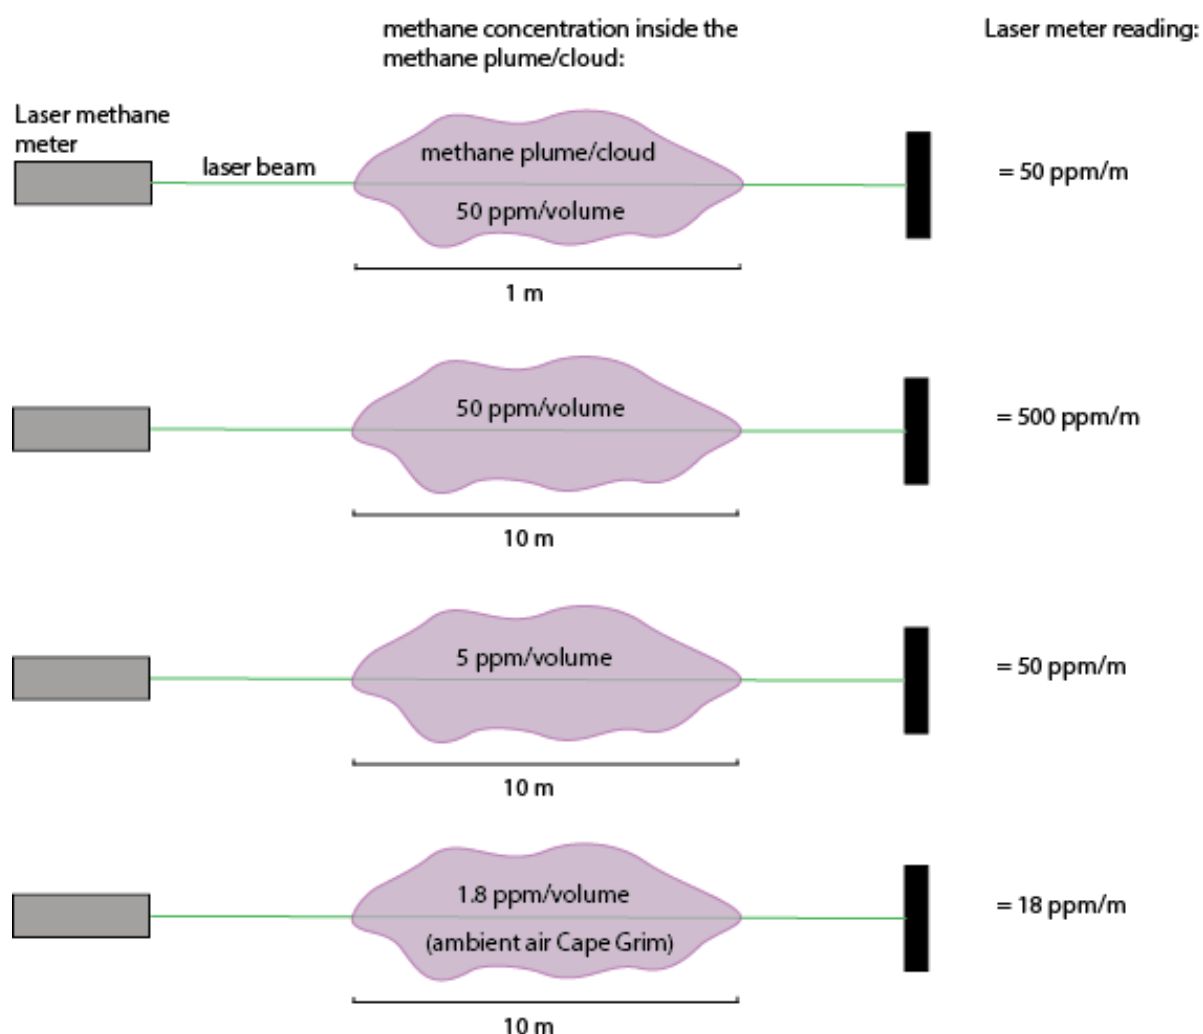 methane concentration inside the
methane plume/cloud:
Laser meter reading:
Laser methane
meter
laser beam
methane plume/cloud
50 ppm/volume
= 50 ppm/m
1 m
50 ppm/volume
= 500 ppm/m
10 m
5 ppm/volume
= 50 ppm/m
10 m
1.8 ppm/volume
(ambient air Cape Grim)
= 18 ppm/m
10 m